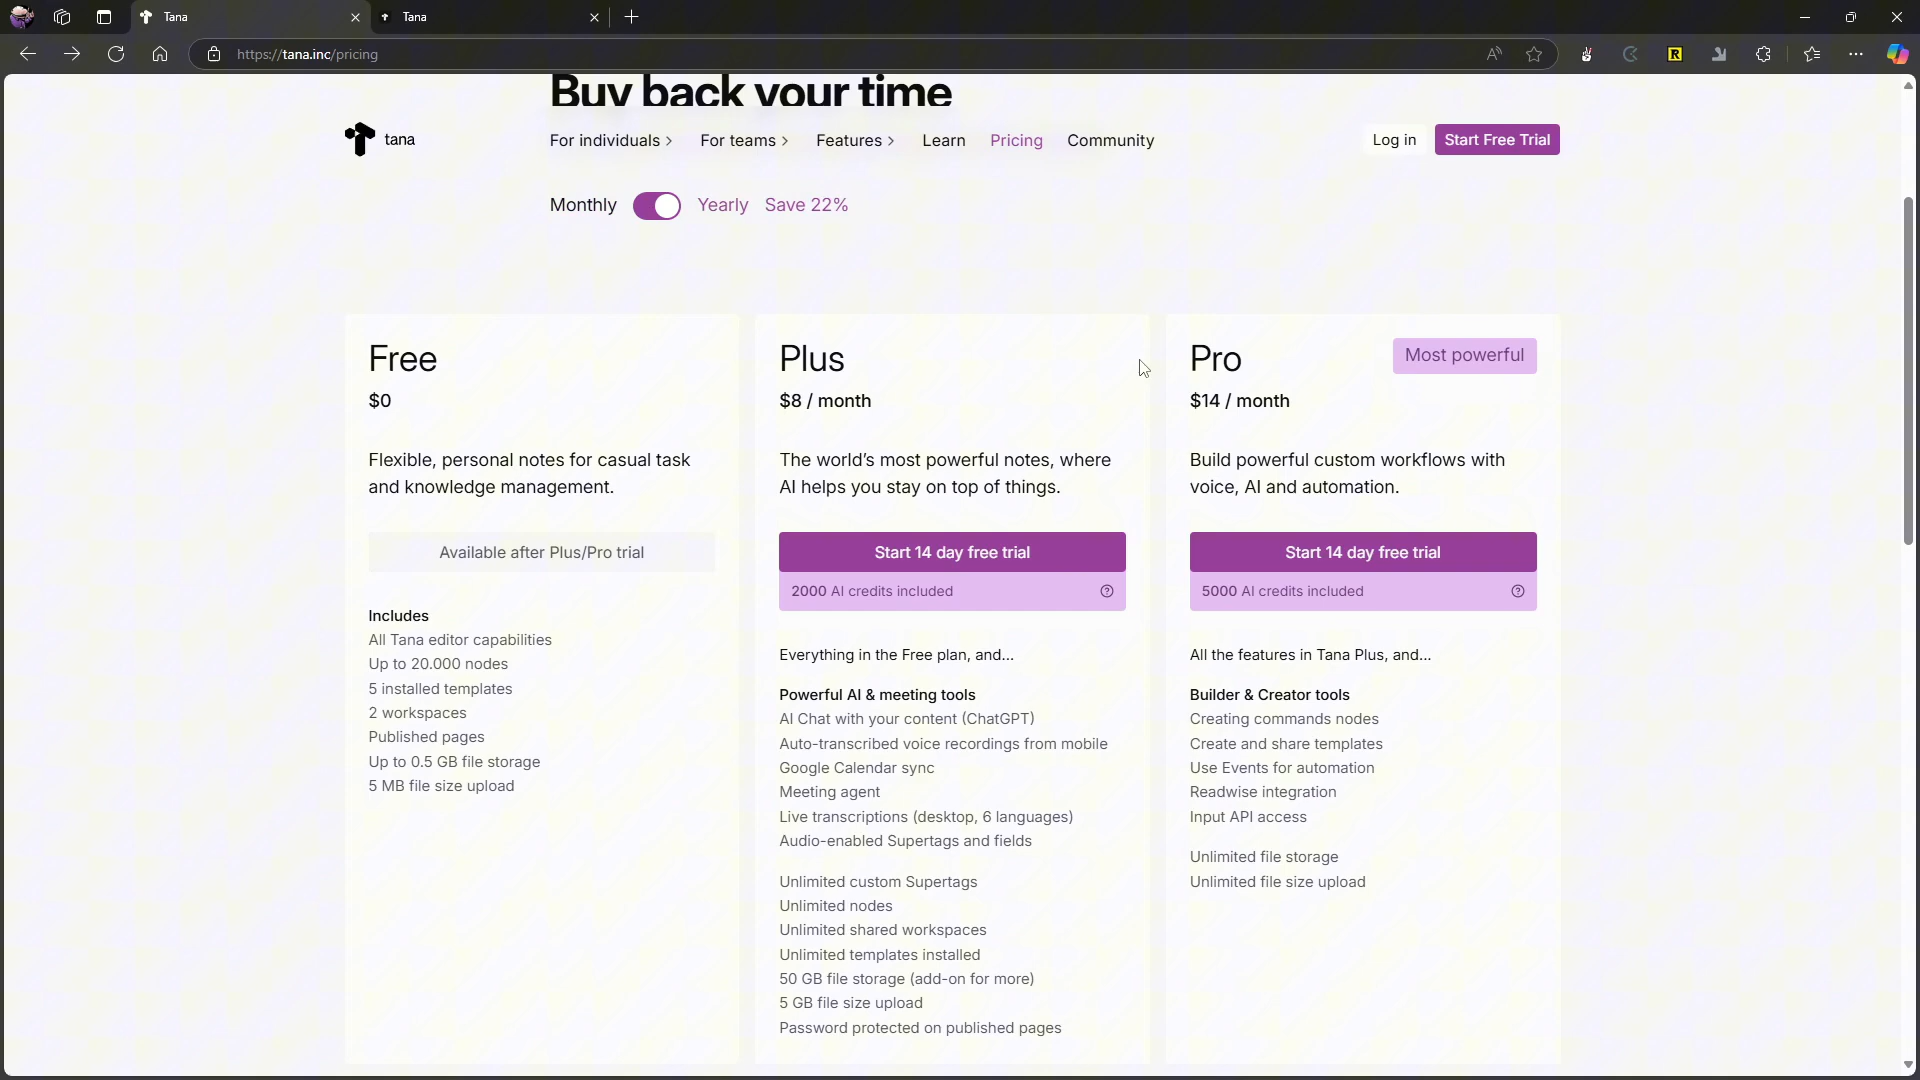 Tana
Tana
https://tana.inc/pricing
Buy back your time
tana
For individuals >
For teams >
Features >
Learn
Pricing
Community
Log in
Start Free Trial
Monthly
Yearly
Save 22%
Free
$0
Flexible, personal notes for casual task
and knowledge management.
Available after Plus/Pro trial
Includes
All Tana editor capabilities
Up to 20.000 nodes
5 installed templates
2 workspaces
Published pages
Up to 0.5 GB file storage
5 MB file size upload
Plus
$8 / month
The world's most powerful notes, where
AI helps you stay on top of things.
Start 14 day free trial
2000 AI credits included
Everything in the Free plan, and...
Powerful AI & meeting tools
AI Chat with your content (ChatGPT)
Auto-transcribed voice recordings from mobile
Google Calendar sync
Meeting agent
Live transcriptions (desktop, 6 languages)
Audio-enabled Supertags and fields
Unlimited custom Supertags
Unlimited nodes
Unlimited shared workspaces
Unlimited templates installed
50 GB file storage (add-on for more)
5 GB file size upload
Password protected on published pages
Pro
Most powerful
$14 / month
Build powerful custom workflows with
voice, AI and automation.
Start 14 day free trial
5000 AI credits included
All the features in Tana Plus, and...
Builder & Creator tools
Creating commands nodes
Create and share templates
Use Events for automation
Readwise integration
Input API access
Unlimited file storage
Unlimited file size upload